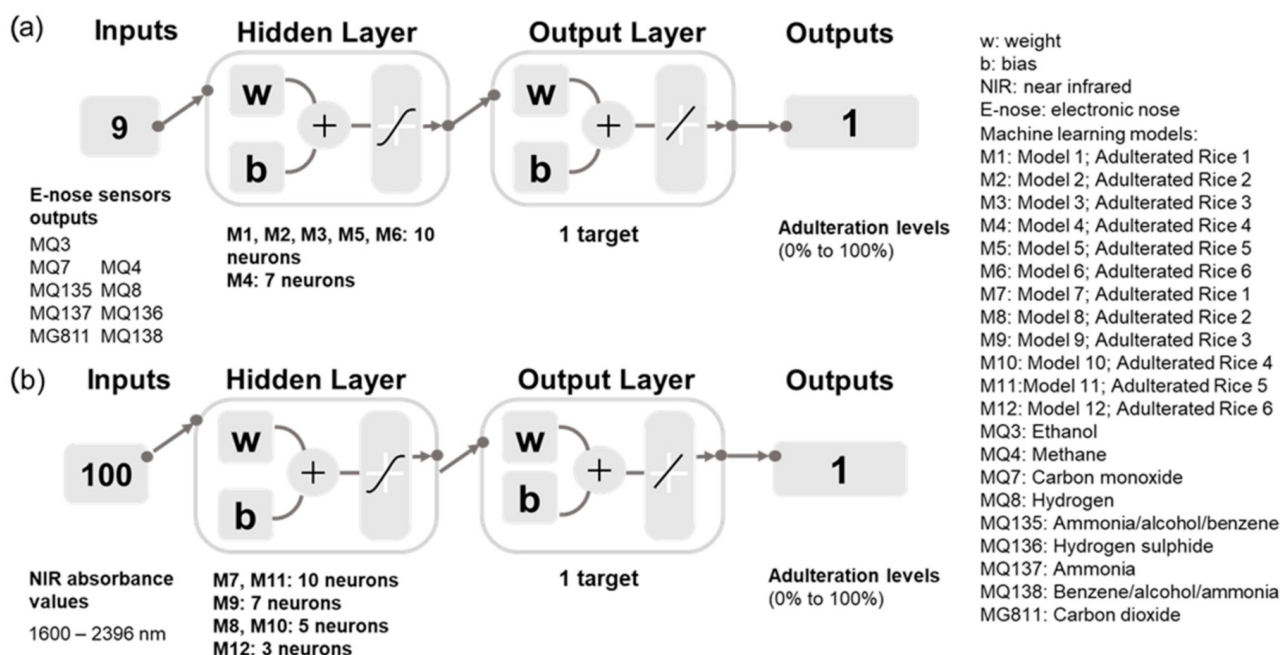 (a)
Inputs
Hidden Layer
Output Layer
Outputs
9
w
b
+
w
b
+
1
E-nose sensors
outputs
MQ3
MQ7 MQ4
MQ135 MQ8
MQ137 MQ136
MG811 MQ138
M1, M2, M3, M5, M6: 10
neurons
M4: 7 neurons
1 target
Adulteration levels
(0% to 100%)
(b)
Inputs
Hidden Layer
Output Layer
Outputs
100
w
b
+
w
b
+
1
NIR absorbance
values
1600 – 2396 nm
M7, M11: 10 neurons
M9: 7 neurons
M8, M10: 5 neurons
M12: 3 neurons
1 target
Adulteration levels
(0% to 100%)
w: weight
b: bias
NIR: near infrared
E-nose: electronic nose
Machine learning models:
M1: Model 1; Adulterated Rice 1
M2: Model 2; Adulterated Rice 2
M3: Model 3; Adulterated Rice 3
M4: Model 4; Adulterated Rice 4
M5: Model 5; Adulterated Rice 5
M6: Model 6; Adulterated Rice 6
M7: Model 7; Adulterated Rice 1
M8: Model 8; Adulterated Rice 2
M9: Model 9; Adulterated Rice 3
M10: Model 10; Adulterated Rice 4
M11:Model 11; Adulterated Rice 5
M12: Model 12; Adulterated Rice 6
MQ3: Ethanol
MQ4: Methane
MQ7: Carbon monoxide
MQ8: Hydrogen
MQ135: Ammonia/alcohol/benzene
MQ136: Hydrogen sulphide
MQ137: Ammonia
MQ138: Benzene/alcohol/ammonia
MG811: Carbon dioxide